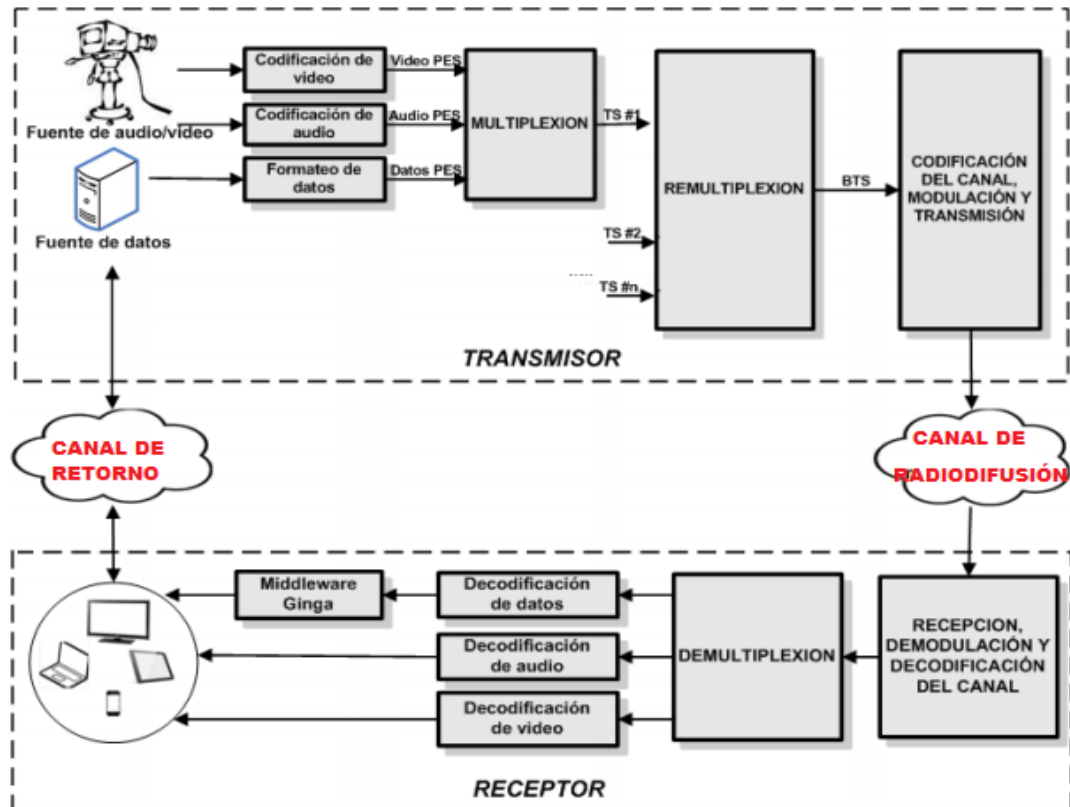 Codificación de
video
Video PES
Fuente de audio/video
Codificación de
audio
Audio PES
Formateo de
datos
Datos PES
Fuente de datos
MULTIPLEXION
TS #1
TS #2
TS #n
REMULTIPLEXION
BTS
CODIFICACIÓN
DEL CANAL,
MODULACIÓN Y
TRANSMISIÓN
TRANSMISOR
CANAL DE
RETORNO
CANAL DE
RADIODIFUSIÓN
Middleware
Ginga
Decodificación
de datos
Decodificación
de audio
Decodificación
de video
DEMULTIPLEXION
RECEPCION,
DEMODULACIÓN Y
DECODIFICACIÓN
DEL CANAL
RECEPTOR